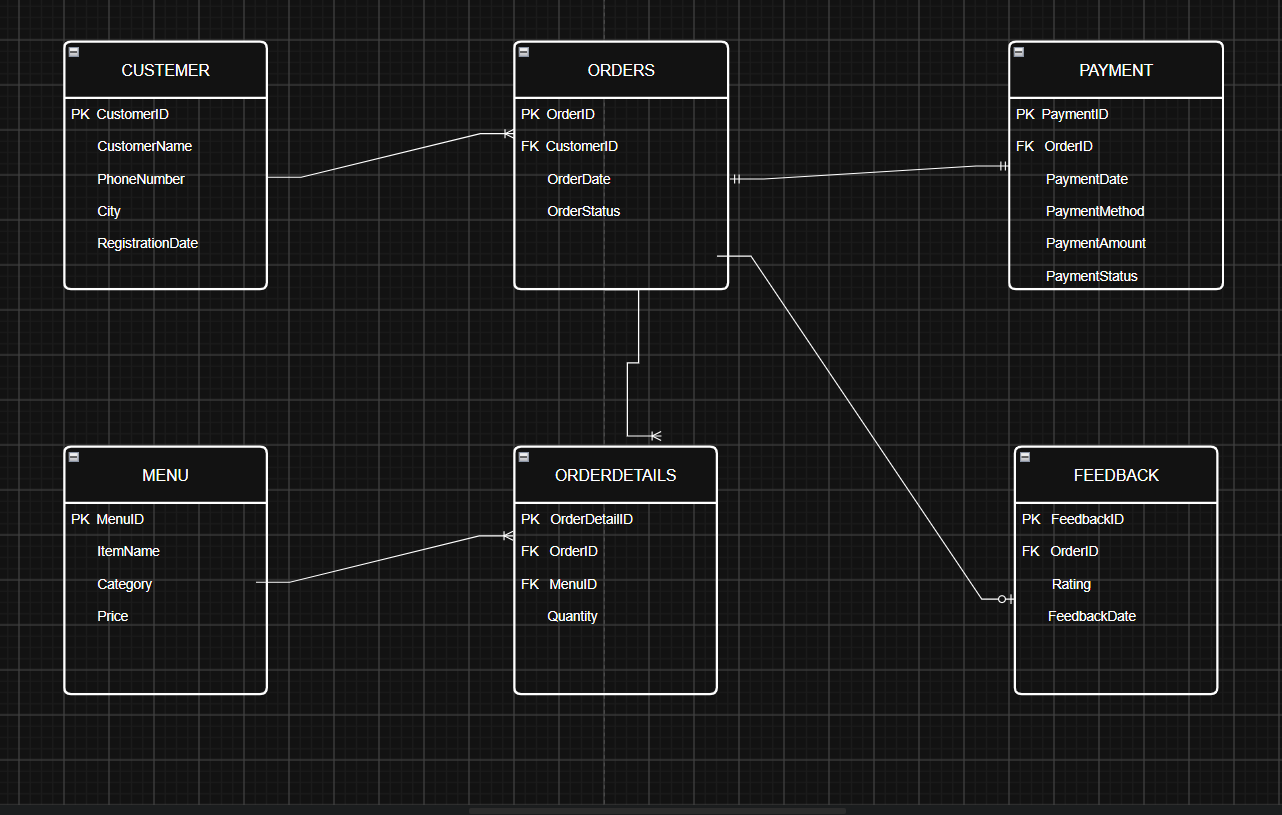 CUSTEMER
PK CustomerID
CustomerName
PhoneNumber
City
RegistrationDate
ORDERS
PK OrderID
FK CustomerID
OrderDate
OrderStatus
PAYMENT
PK PaymentID
FK OrderID
PaymentDate
PaymentMethod
PaymentAmount
PaymentStatus
MENU
PK MenuID
ItemName
Category
Price
ORDERDETAILS
PK OrderDetailID
FK OrderID
FK MenuID
Quantity
FEEDBACK
PK FeedbackID
FK OrderID
Rating
FeedbackDate